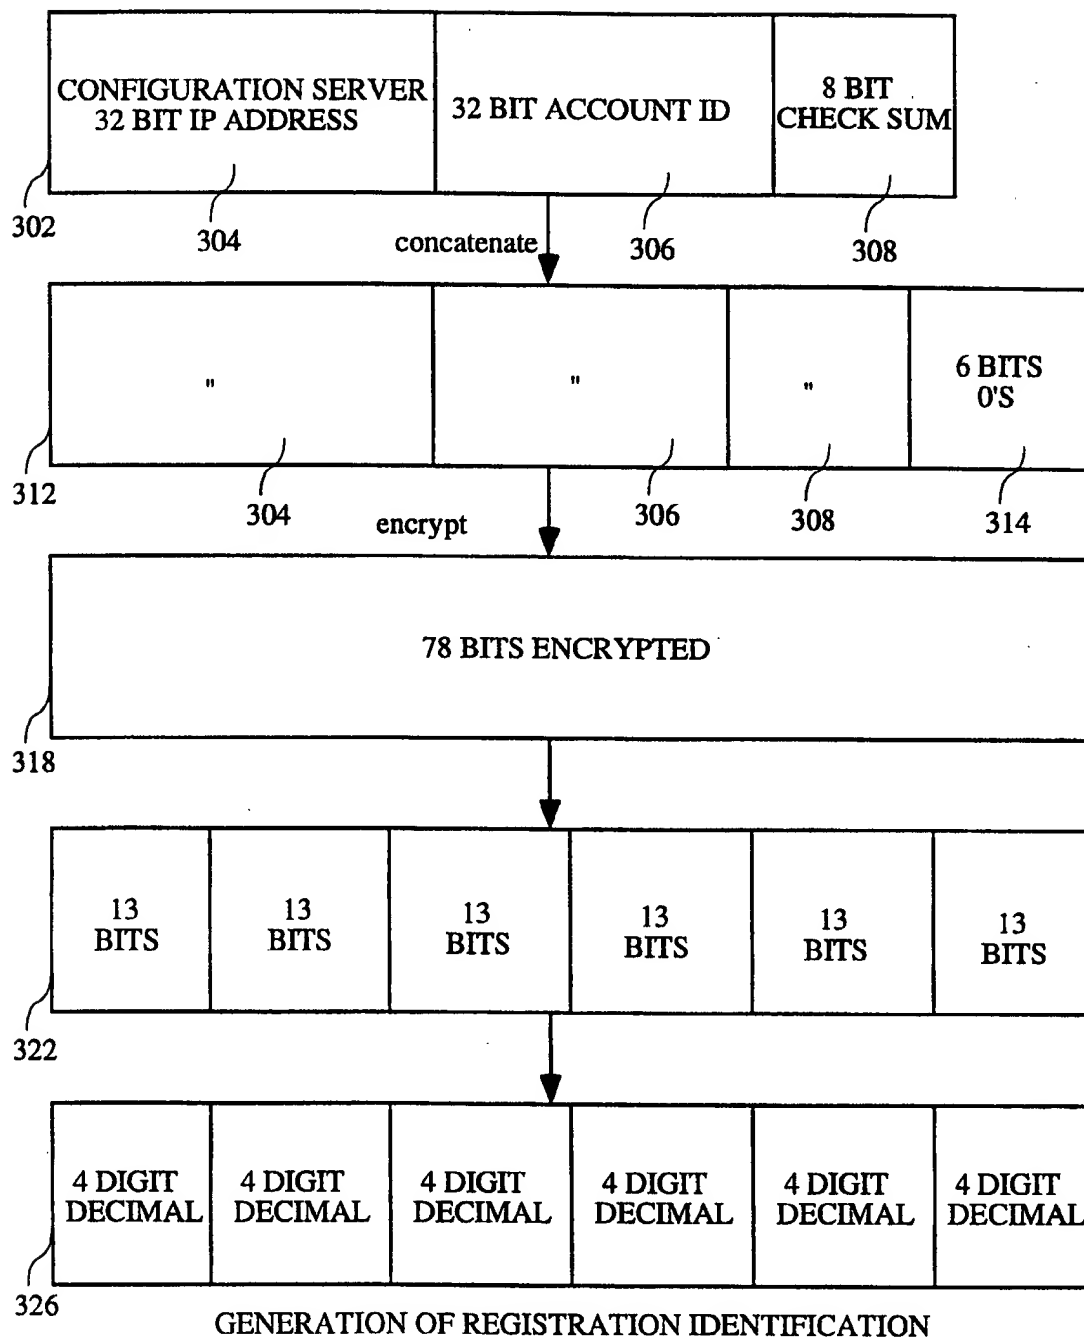 CONFIGURATION SERVER
32 BIT IP ADDRESS
32 BIT ACCOUNT ID
8 BIT
CHECK SUM
302
304
concatenate
306
308
"
"
"
6 BITS
0'S
312
304
encrypt
306
308
314
78 BITS ENCRYPTED
318
13
BITS
13
BITS
13
BITS
13
BITS
13
BITS
13
BITS
322
4 DIGIT
DECIMAL
4 DIGIT
DECIMAL
4 DIGIT
DECIMAL
4 DIGIT
DECIMAL
4 DIGIT
DECIMAL
4 DIGIT
DECIMAL
326
GENERATION OF REGISTRATION IDENTIFICATION